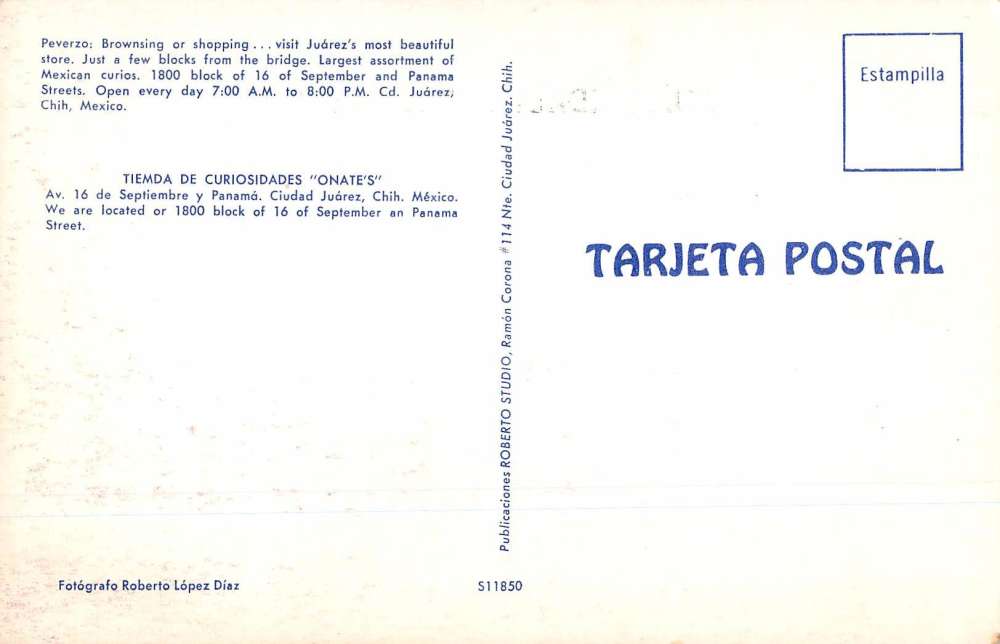 Peverzo: Brownsing or shopping . . . visit Juárez's most beautiful
store. Just a few blocks from the bridge. Largest assortment of
Mexican curios. 1800 block of 16 of September and Panama
Streets. Open every day 7:00 A.M. to 8:00 P.M. Cd. Juárez;
Chih, Mexico.
TIEMDA DE CURIOSIDADES "ONATE'S"
Av. 16 de Septiembre y Panamá. Ciudad Juárez, Chih. México.
We are located or 1800 block of 16 of September an Panama
Street.
Fotógrafo Roberto López Díaz
Publicaciones ROBERTO STUDIO, Ramón Corona #114 Nte. Ciudad Juárez. Chih.
S11850
Estampilla
TARJETA POSTAL